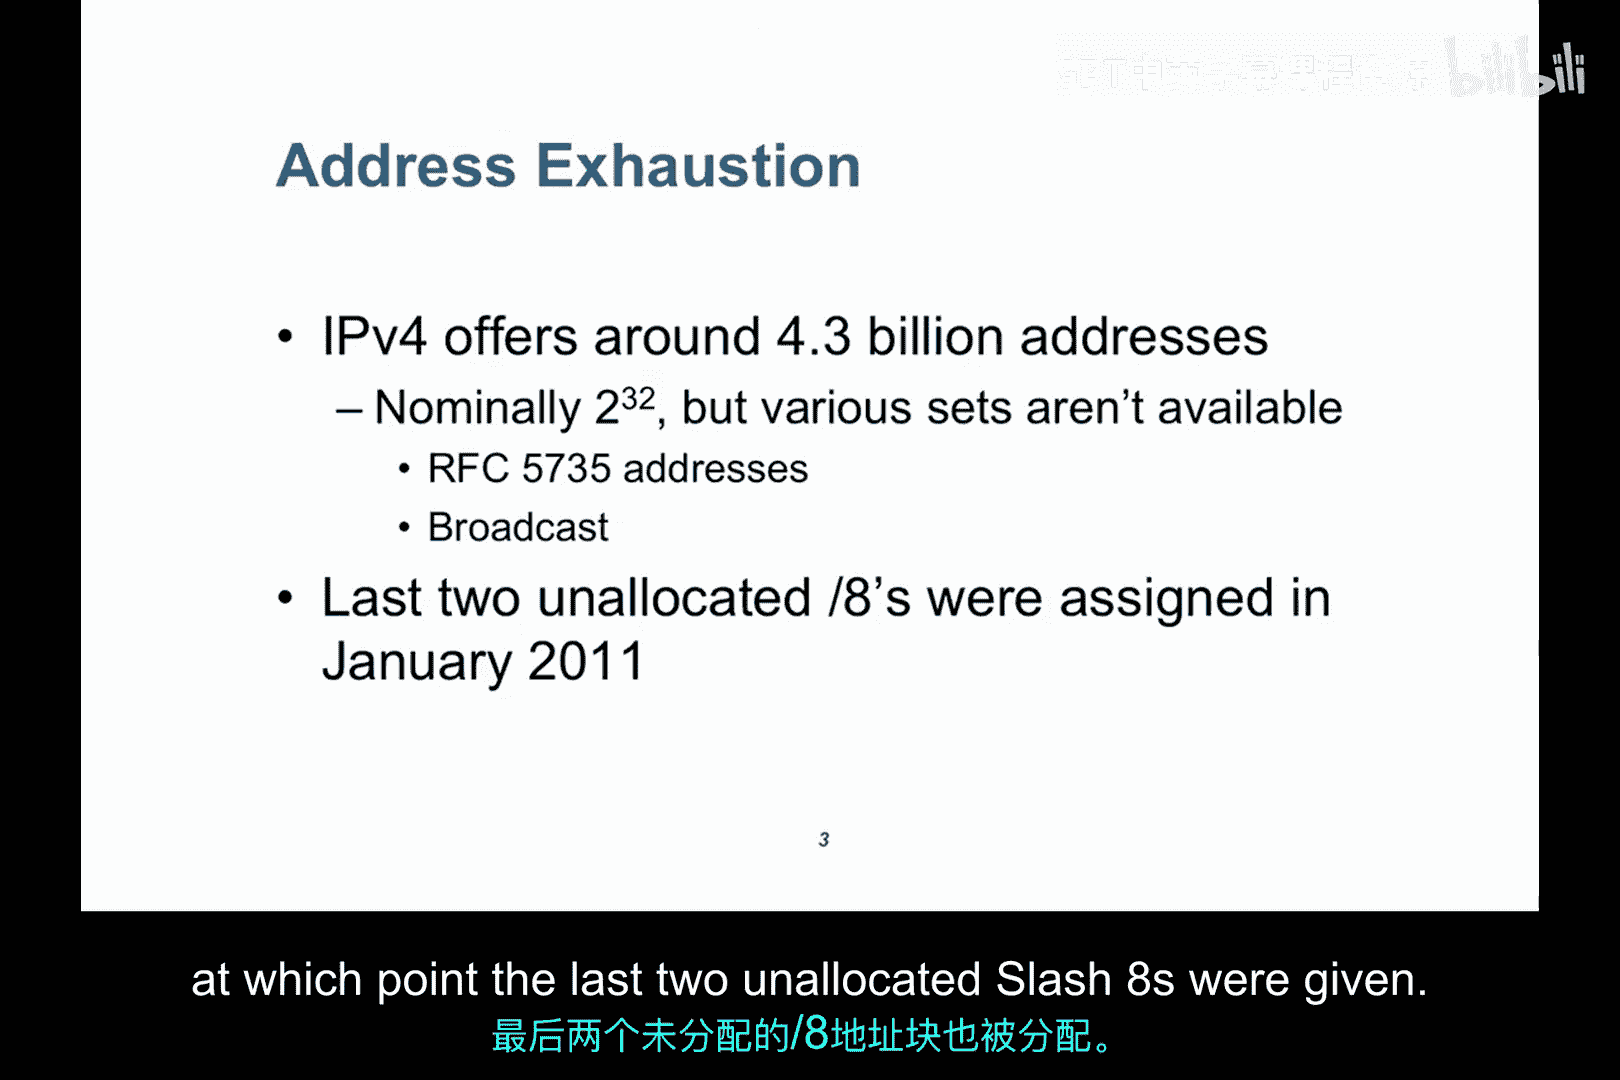 bilibili
Address Exhaustion
• IPv4 offers around 4.3 billion addresses
– Nominally 2³², but various sets aren’t available
• RFC 5735 addresses
• Broadcast
• Last two unallocated /8’s were assigned in
January 2011
3
at which point the last two unallocated Slash 8s were given.
最后两个未分配的/8地址块也被分配。